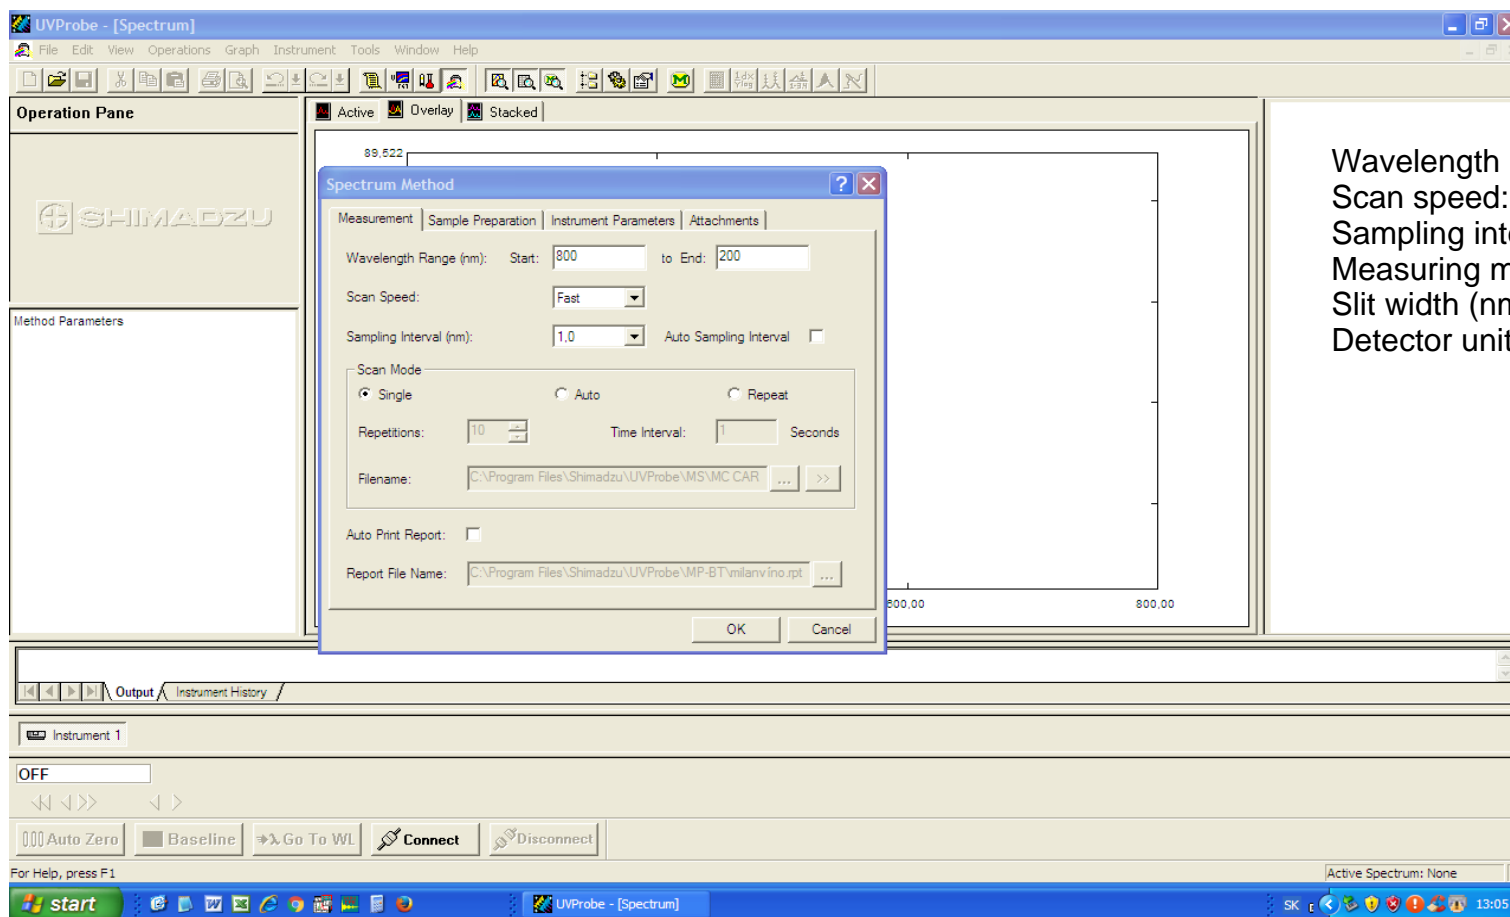 UVProbe - [Spectrum]
File Edit View Operations Graph Instrument Tools Window Help
Operation Pane
Active Overlay Stacked
SHIMADZU
Method Parameters
89,522
600,00 800,00
Spectrum Method
Measurement Sample Preparation Instrument Parameters Attachments
Wavelength Range (nm): Start: 800 to End: 200
Scan Speed: Fast
Sampling Interval (nm): 1,0 Auto Sampling Interval
Scan Mode
Single Auto Repeat
Repetitions: 10 Time Interval: 1 Seconds
Filename: C:\Program Files\Shimadzu\UVProbe\MS\MC CAR ... >>
Auto Print Report:
Report File Name: C:\Program Files\Shimadzu\UVProbe\MP-BT\milanvíno.rpt ...
OK Cancel
Wavelength
Scan speed:
Sampling int
Measuring m
Slit width (nm
Detector unit
Output Instrument History
Instrument 1
OFF
Auto Zero Baseline Go To WL Connect Disconnect
For Help, press F1 Active Spectrum: None
start UVProbe - [Spectrum] SK 13:05